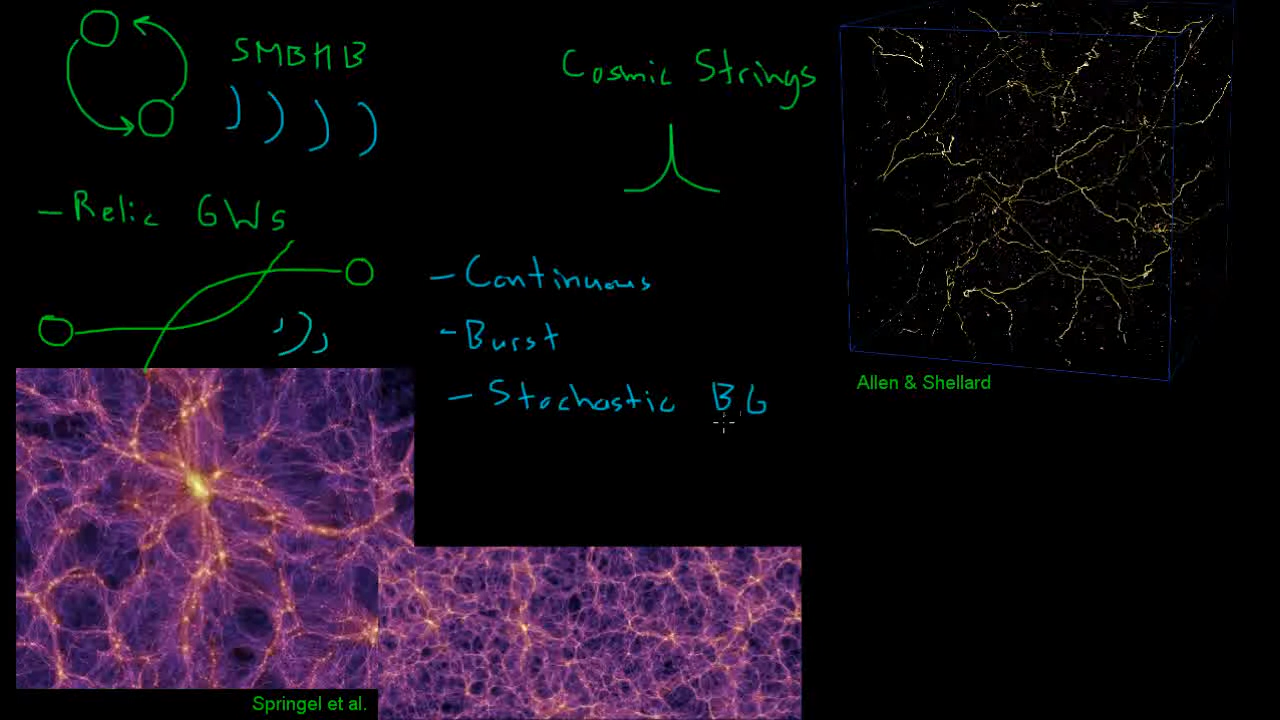 SMBHB
Cosmic Strings
- Relic GWs
- Continuous
- Burst
- Stochastic BG
Allen & Shellard
Springel et al.